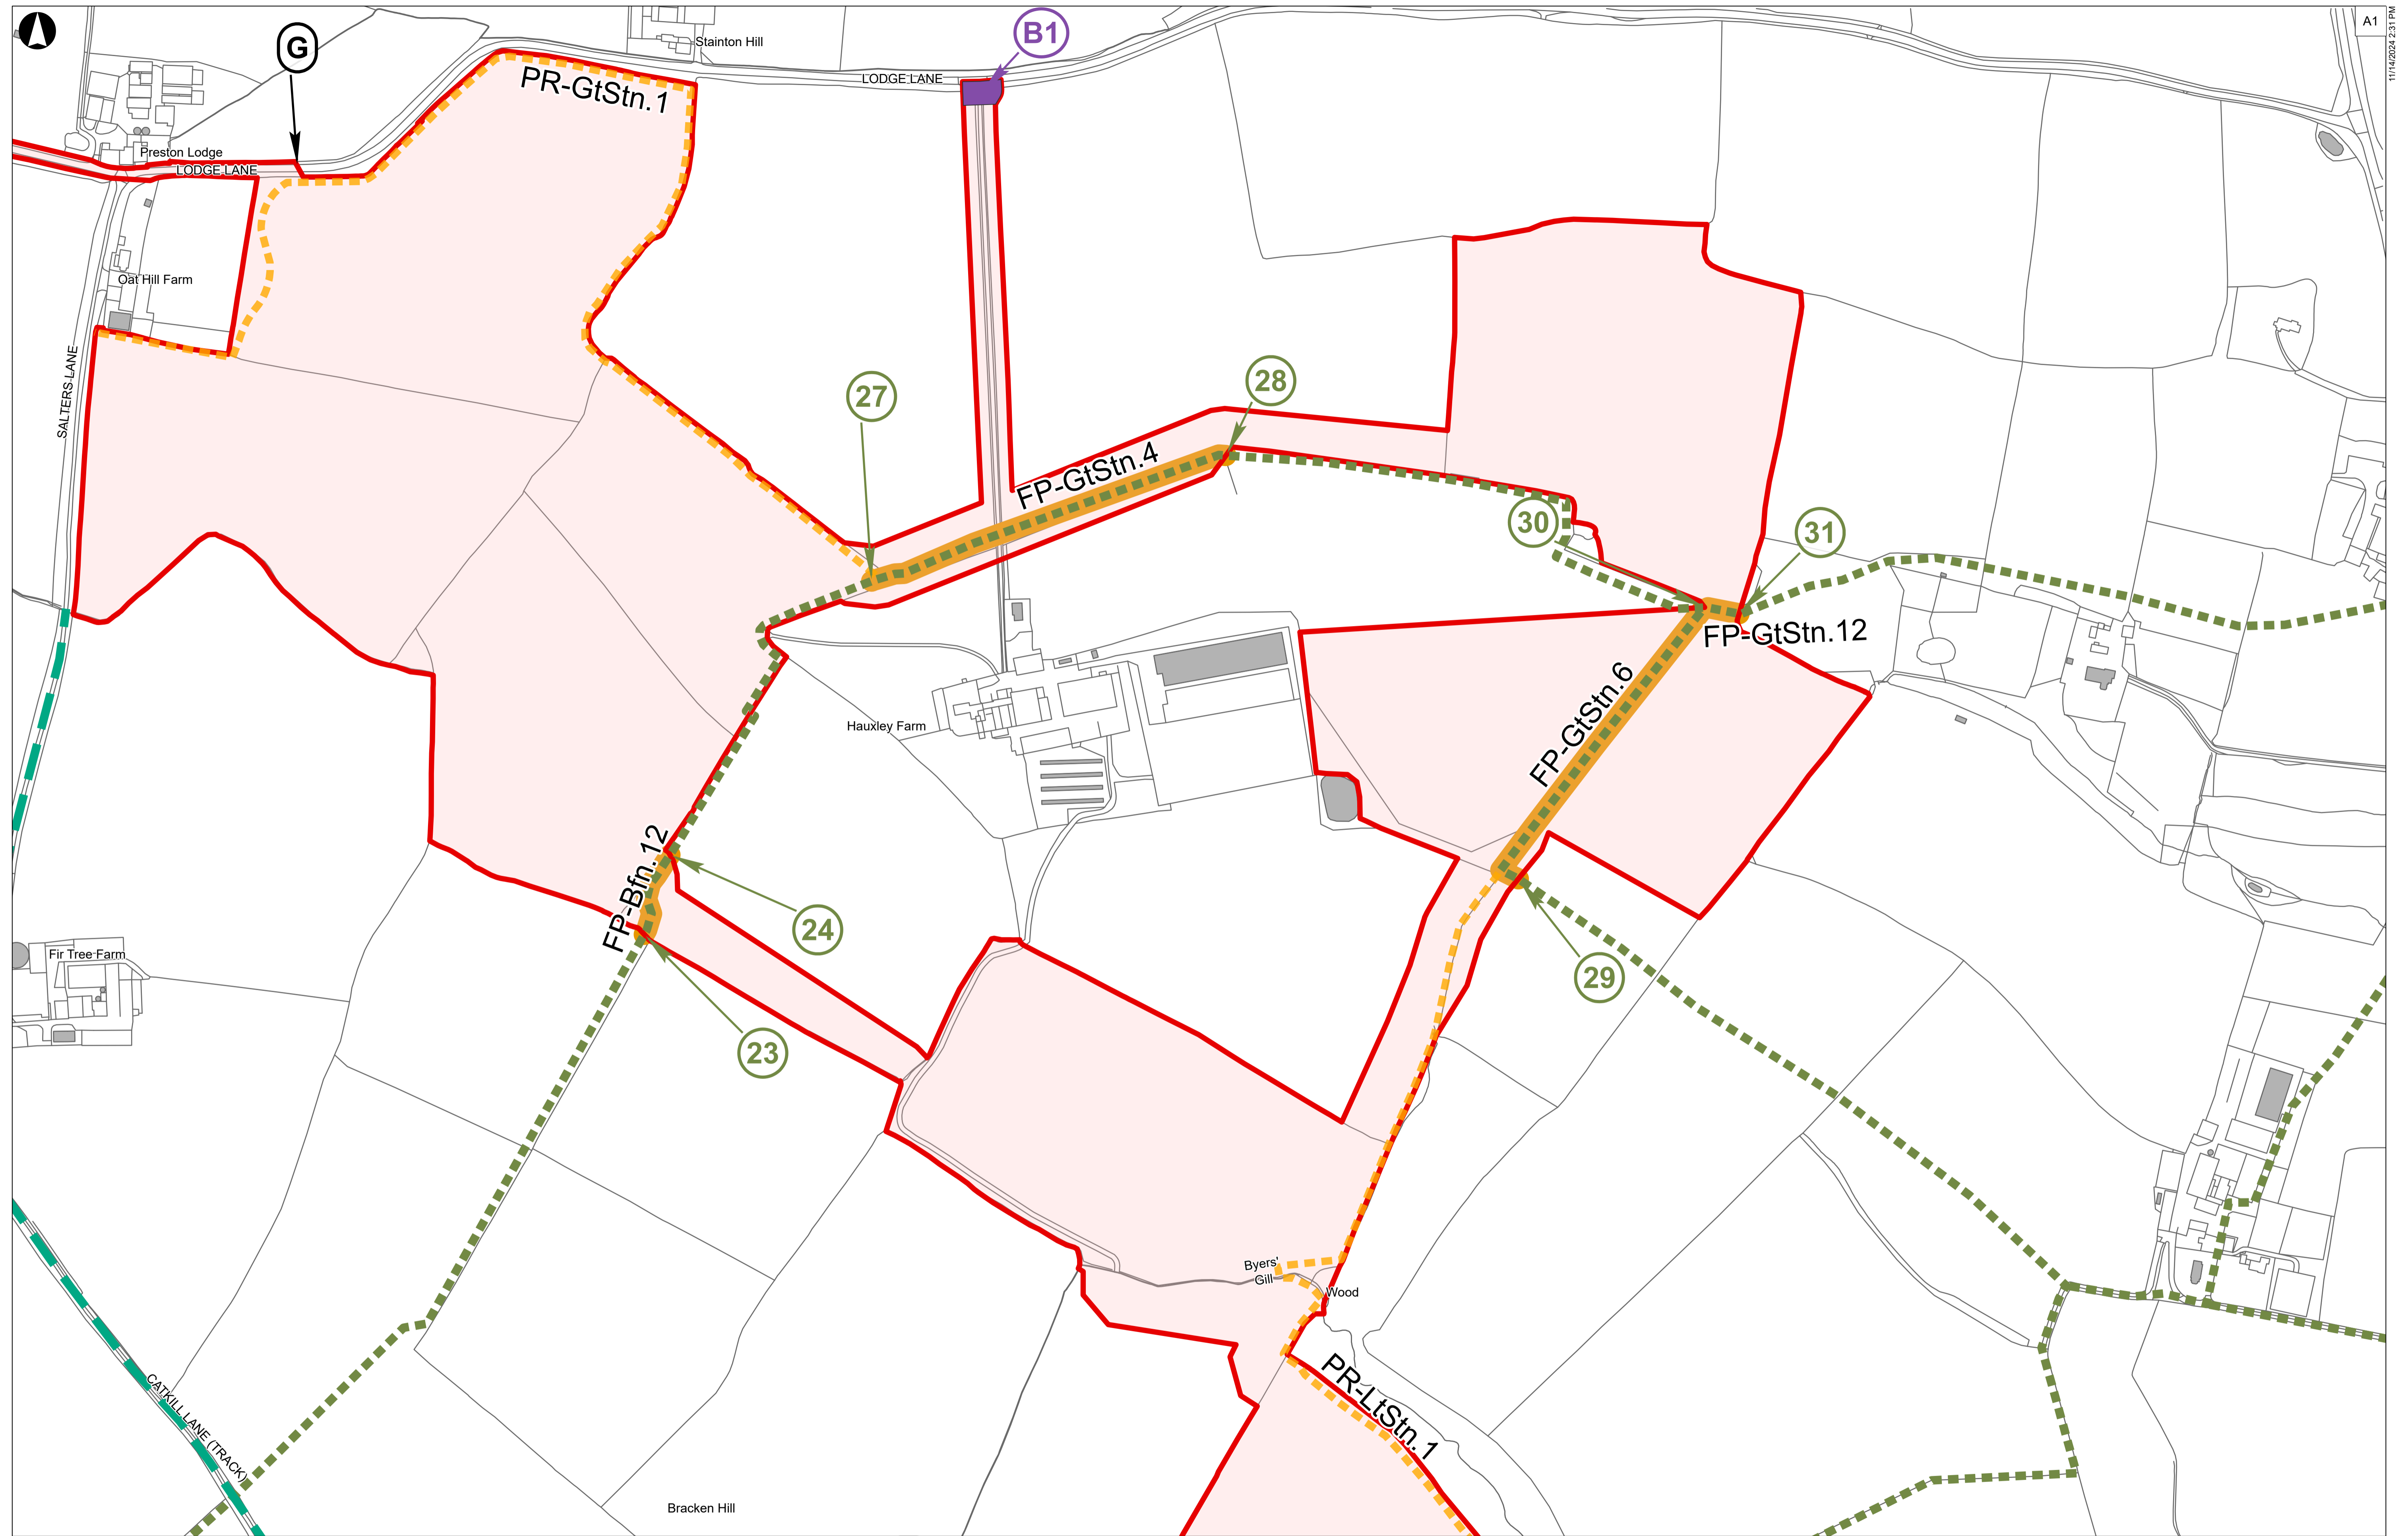 A1
11/14/2024 2:31 PM
G
Stainton Hill
B1
LODGE LANE
PR-GtStn.1
Preston Lodge
LODGE LANE
Oat Hill Farm
SALTERS LANE
27
28
FP-GtStn.4
30
31
FP-GtStn.12
FP-GtStn.6
Hauxley Farm
FP-Bfn.12
24
23
29
Fir Tree Farm
Byers'
Gill
Wood
PR-LtStn.1
CATKILL LANE (TRACK)
Bracken Hill